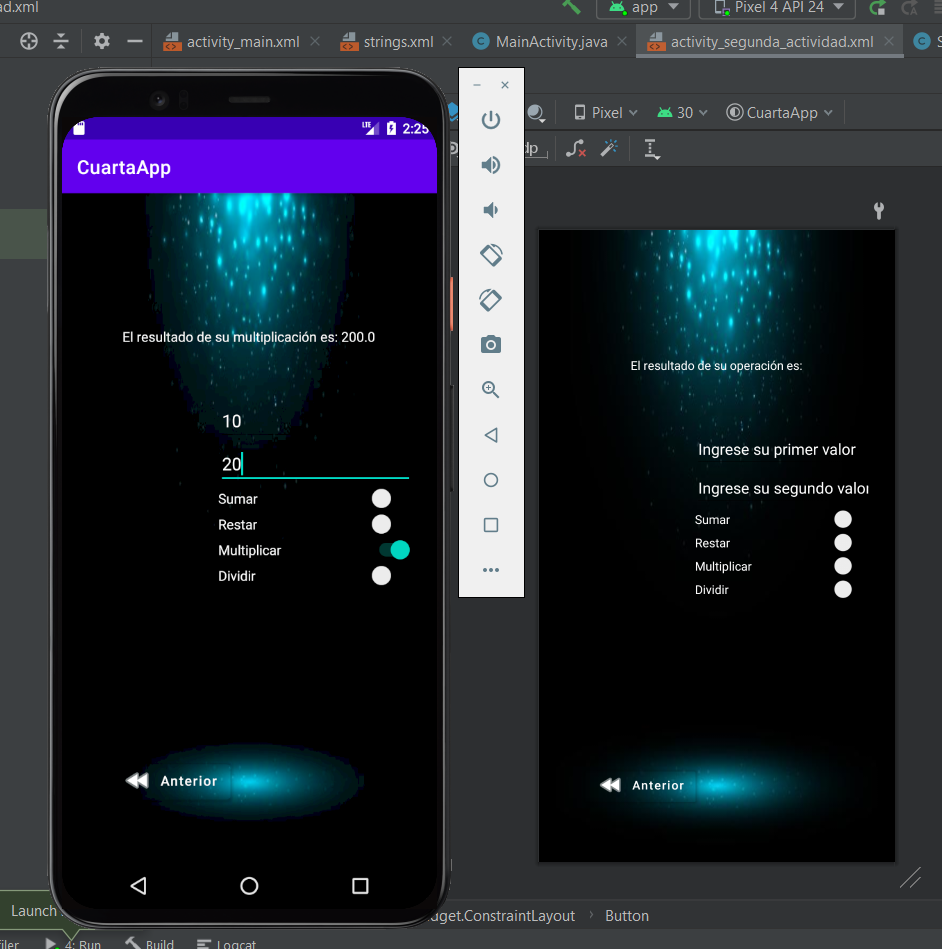 ad.xml
app
Pixel 4 API 24
activity_main.xml
strings.xml
MainActivity.java
activity_segunda_actividad.xml
S
LTE
2:25
CuartaApp
El resultado de su multiplicación es: 200.0
10
20
Sumar
Restar
Multiplicar
Dividir
Anterior
Pixel
30
CuartaApp
dp
El resultado de su operación es:
Ingrese su primer valor
Ingrese su segundo valor
Sumar
Restar
Multiplicar
Dividir
Anterior
Launch
dget.ConstraintLayout
Button
filer
4: Run
Build
Logcat